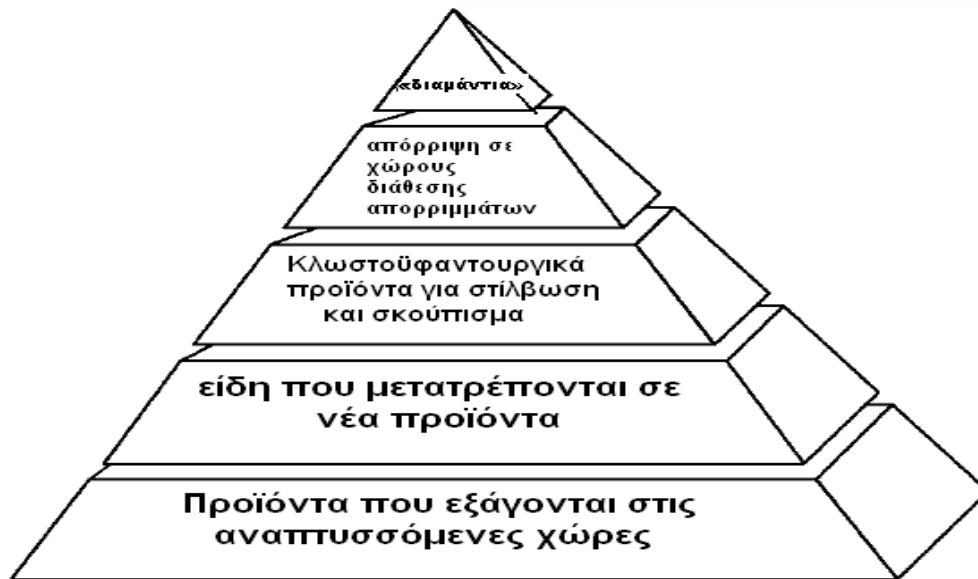 «διαμάντια»
απόρριψη σε
χώρους
διάθεσης
απορριμμάτων
Κλωστοϋφαντουργικά
προϊόντα για στίλβωση
και σκούπισμα
είδη που μετατρέπονται σε
νέα προϊόντα
Προϊόντα που εξάγονται στις
αναπτυσσόμενες χώρες